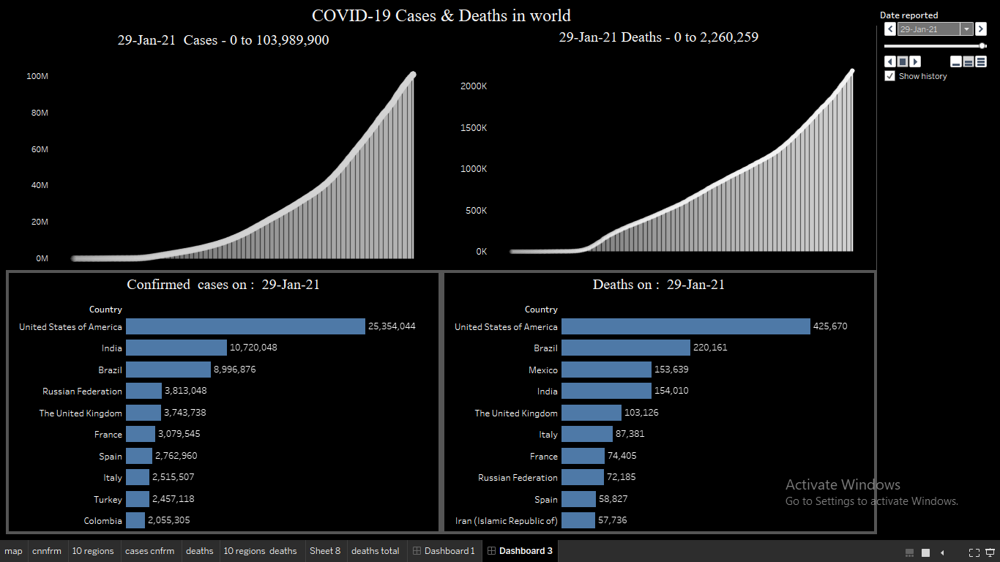 COVID-19 Cases & Deaths in world
29-Jan-21 Cases - 0 to 103,989,900
29-Jan-21 Deaths - 0 to 2,260,259
Date reported
29-Jan-21
Show history
100M
80M
60M
40M
20M
0M
2000K
1500K
1000K
500K
0K
Confirmed cases on : 29-Jan-21
Country
United States of America 25,354,044
India 10,720,048
Brazil 8,996,876
Russian Federation 3,813,048
The United Kingdom 3,743,738
France 3,079,545
Spain 2,762,960
Italy 2,515,507
Turkey 2,457,118
Colombia 2,055,305
Deaths on : 29-Jan-21
Country
United States of America 425,670
Brazil 220,161
Mexico 153,639
India 154,010
The United Kingdom 103,126
Italy 87,381
France 74,405
Russian Federation 72,185
Spain 58,827
Iran (Islamic Republic of) 57,736
Activate Windows
Go to Settings to activate Windows.
map cnnfrm 10 regions cases cnfrm deaths 10 regions deaths Sheet 8 deaths total Dashboard 1 Dashboard 3